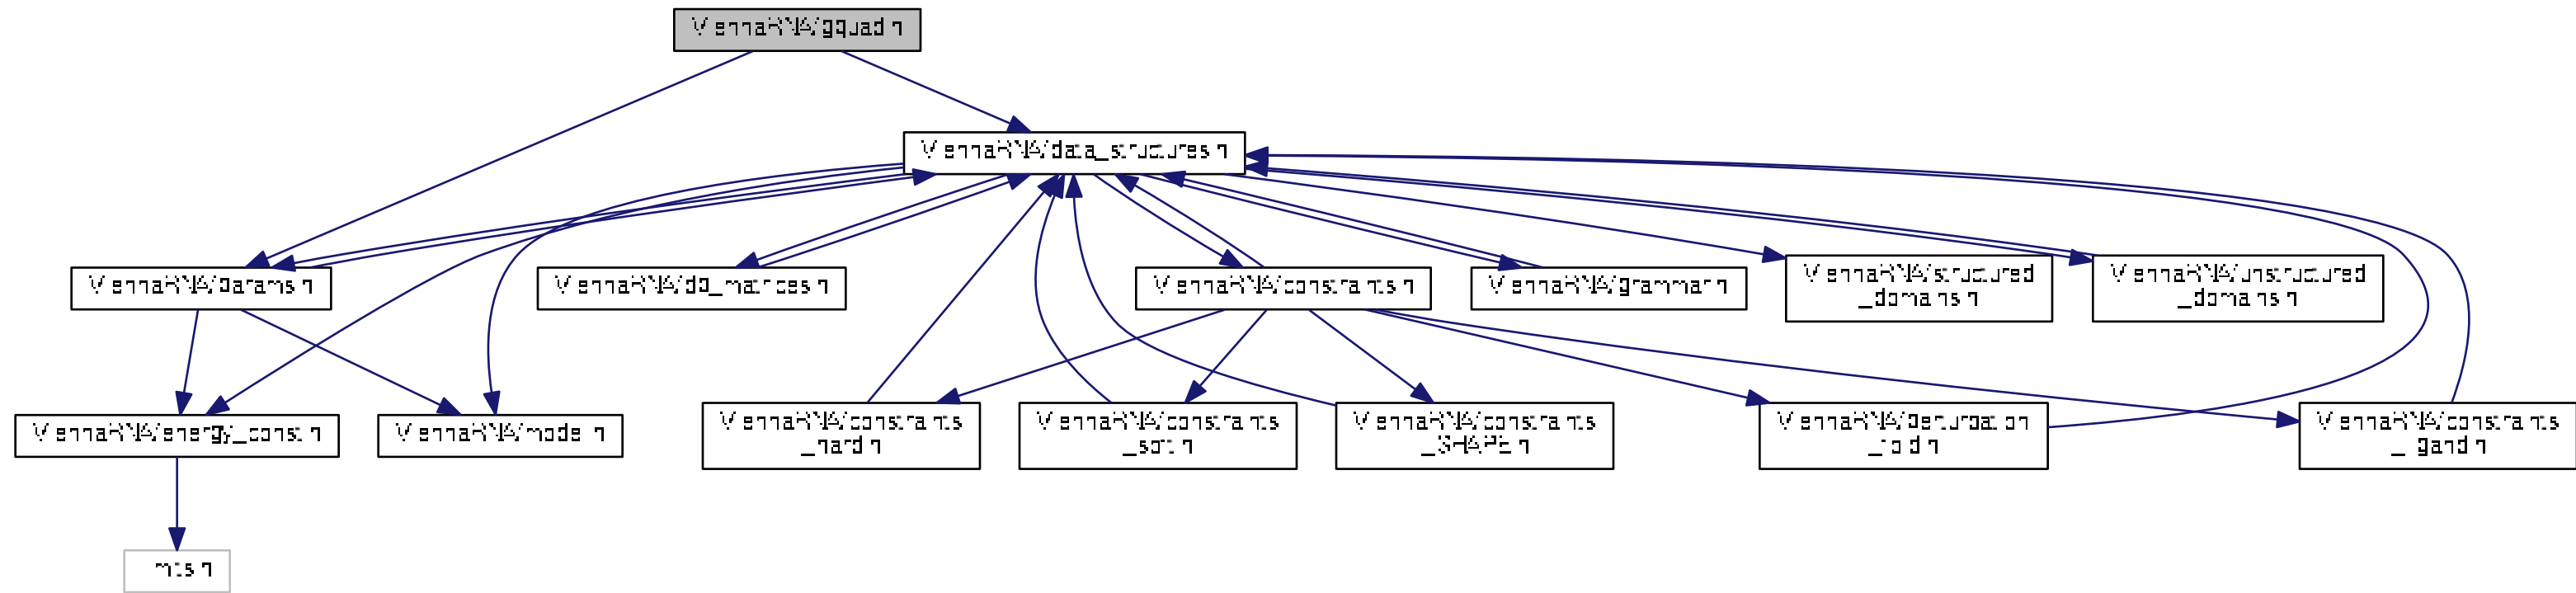 ViennaRNA/gquad.h
ViennaRNA/data_structures.h
ViennaRNA/params.h
ViennaRNA/dp_matrices.h
ViennaRNA/constraints.h
ViennaRNA/grammar.h
ViennaRNA/structured
_domains.h
ViennaRNA/unstructured
_domains.h
ViennaRNA/energy_const.h
ViennaRNA/model.h
ViennaRNA/constraints
_hard.h
ViennaRNA/constraints
_soft.h
ViennaRNA/constraints
_SHAPE.h
ViennaRNA/perturbation
_fold.h
ViennaRNA/constraints
_ligand.h
limits.h